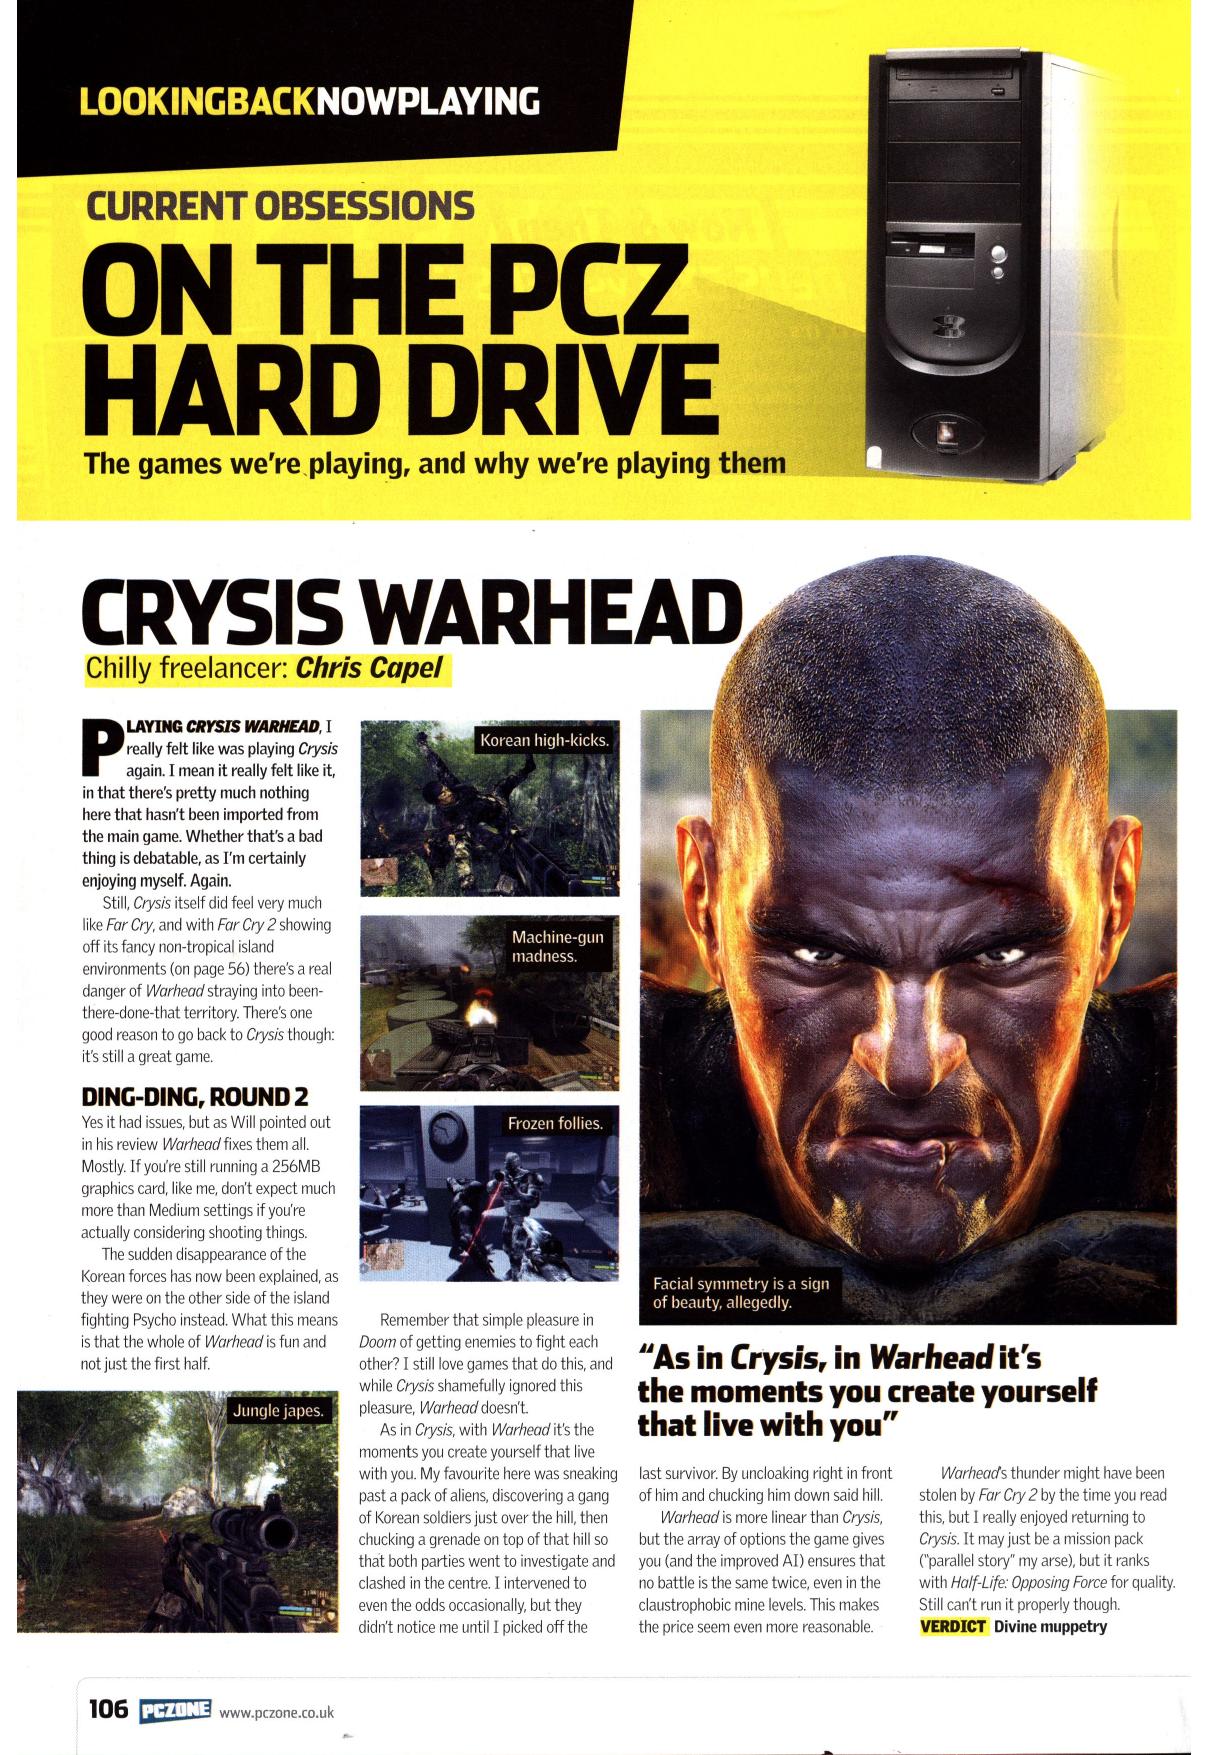 LOOKINGBACKNOWPLAYING
CURRENT OBSESSIONS
ON THE PCZ
HARD DRIVE
The games we're playing, and why we're playing them
CRYSIS WARHEAD
Chilly freelancer: Chris Capel
PLAYING CRYSIS WARHEAD, I
really felt like was playing Crysis
again. I mean it really felt like it,
in that there's pretty much nothing
here that hasn't been imported from
the main game. Whether that's a bad
thing is debatable, as I'm certainly
enjoying myself. Again.
Still, Crysis itself did feel very much
like Far Cry, and with Far Cry 2 showing
off its fancy non-tropical island
environments (on page 56) there's a real
danger of Warhead straying into been-
there-done-that territory. There's one
good reason to go back to Crysis though:
it's still a great game.
DING-DING, ROUND 2
Yes it had issues, but as Will pointed out
in his review Warhead fixes them all.
Mostly. If you're still running a 256MB
graphics card, like me, don't expect much
more than Medium settings if you're
actually considering shooting things.
The sudden disappearance of the
Korean forces has now been explained, as
they were on the other side of the island
fighting Psycho instead. What this means
is that the whole of Warhead is fun and
not just the first half.
Jungle japes.
Korean high-kicks.
Machine-gun
madness.
Frozen follies.
Remember that simple pleasure in
Doom of getting enemies to fight each
other? I still love games that do this, and
while Crysis shamefully ignored this
pleasure, Warhead doesn't.
As in Crysis, with Warhead it's the
moments you create yourself that live
with you. My favourite here was sneaking
past a pack of aliens, discovering a gang
of Korean soldiers just over the hill, then
chucking a grenade on top of that hill so
that both parties went to investigate and
clashed in the centre. I intervened to
even the odds occasionally, but they
didn't notice me until I picked off the
Facial symmetry is a sign
of beauty, allegedly.
"As in Crysis, in Warhead it's
the moments you create yourself
that live with you"
last survivor. By uncloaking right in front
of him and chucking him down said hill.
Warhead is more linear than Crysis,
but the array of options the game gives
you (and the improved AI) ensures that
no battle is the same twice, even in the
claustrophobic mine levels. This makes
the price seem even more reasonable.
Warhead's thunder might have been
stolen by Far Cry 2 by the time you read
this, but I really enjoyed returning to
Crysis. It may just be a mission pack
("parallel story" my arse), but it ranks
with Half-Life: Opposing Force for quality.
Still can't run it properly though.
VERDICT Divine muppetry
106 PCZONE www.pczone.co.uk